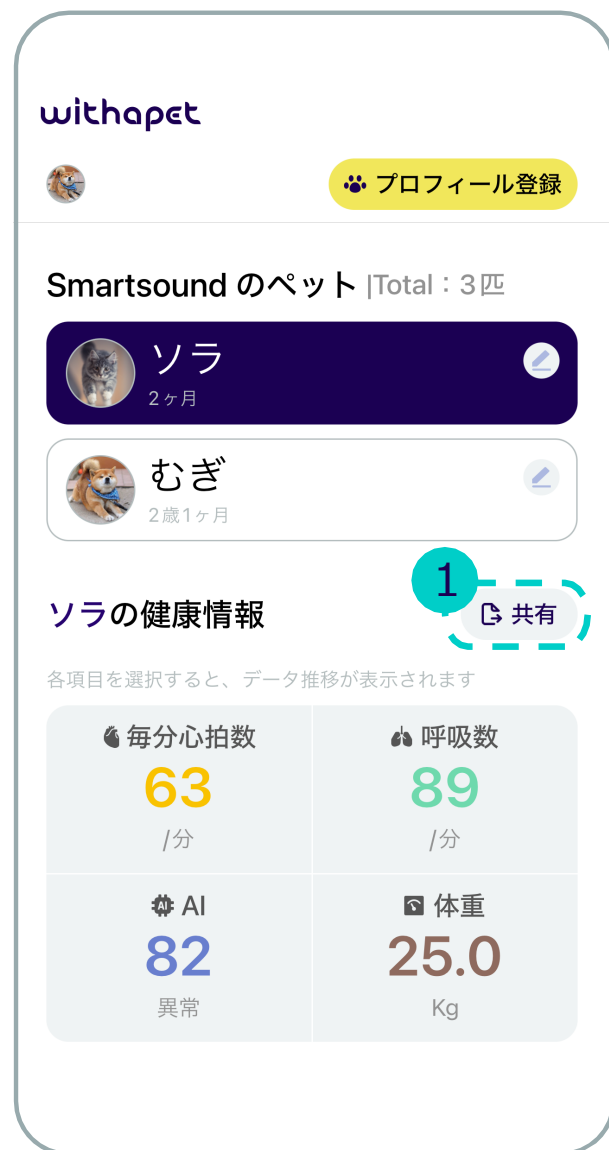 withapet
プロフィール登録
Smartsound のペット |Total：3匹
ソラ
2ヶ月
むぎ
2歳1ヶ月
1
ソラの健康情報
共有
各項目を選択すると、データ推移が表示されます
毎分心拍数
呼吸数
63
89
/分
/分
AI AI
体重
82
25.0
異常
Kg